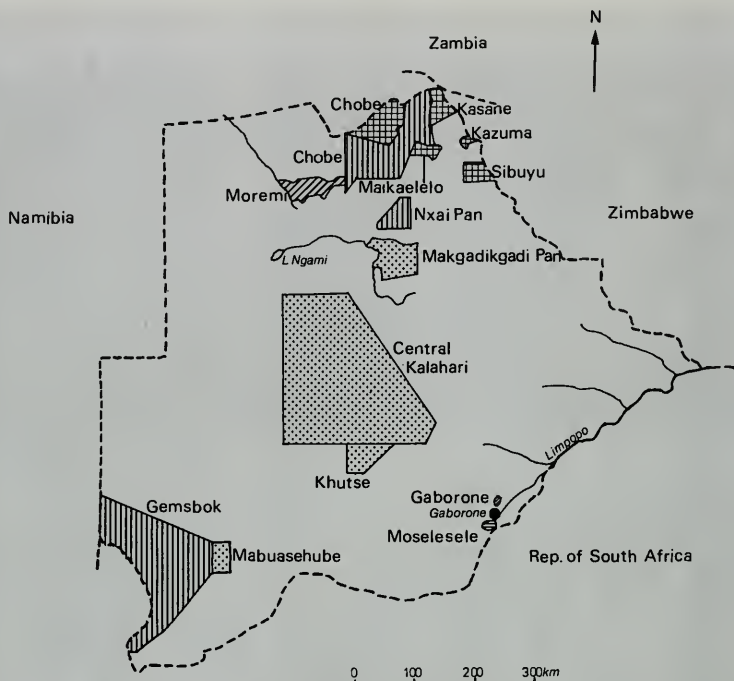 N
Zambia
Chobe
Kasane
Kazuma
Chobe
Sibuyu
Moremi
Maikaelelo
Namibia
Nxai Pan
Zimbabwe
L Ngami
Makgadikgadi Pan
Central
Kalahari
Limpopo
Khutse
Gaborone
Gaborone
Gemsbok
Moselesele
Mabuasehube
Rep. of South Africa
0 100 200 300km